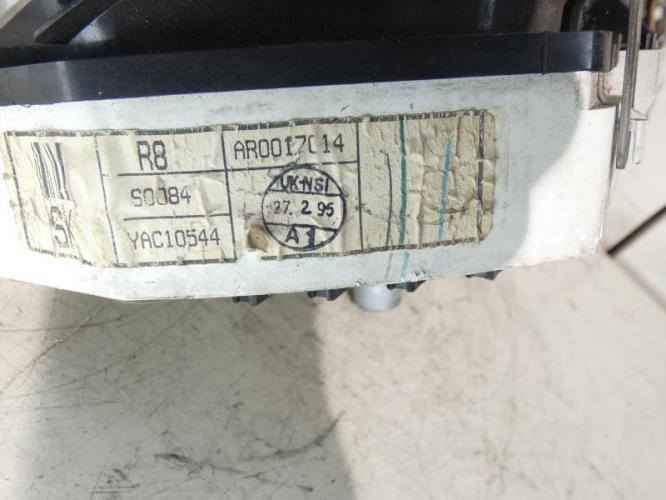 R8
AR0017014
S0084
UK-NSI
27. 2 95
A1
YAC10544